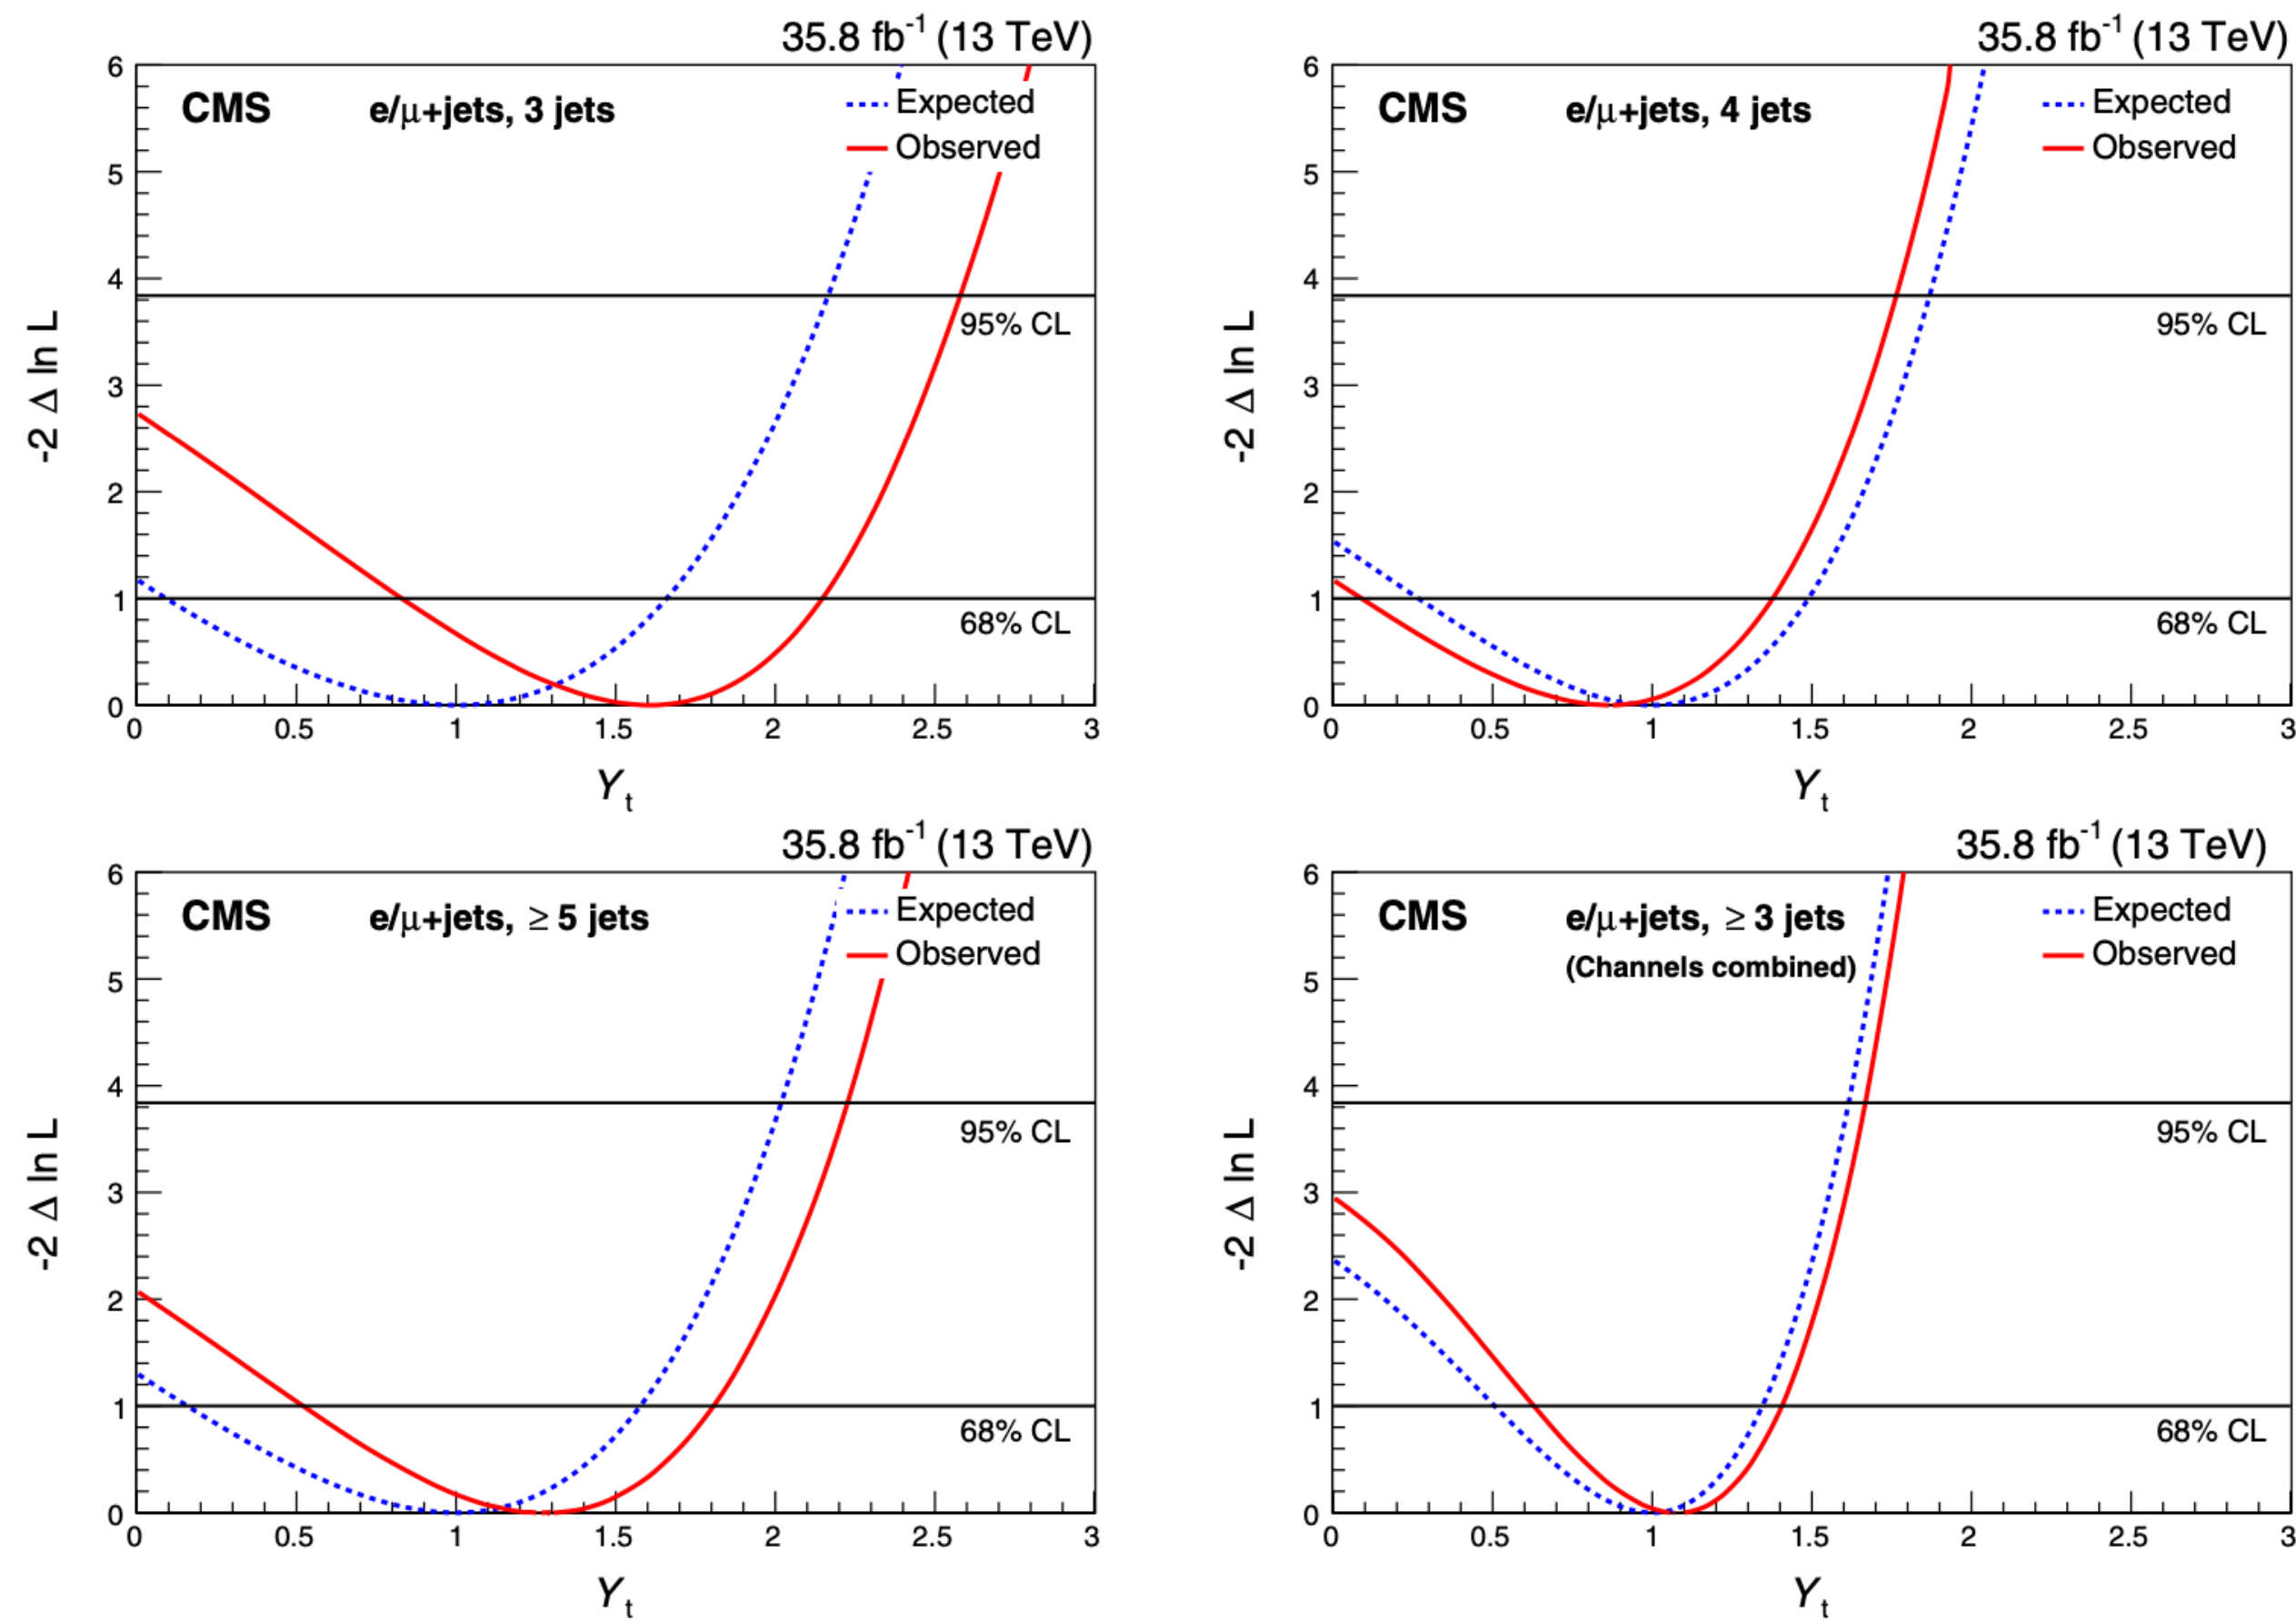 35.8 fb⁻¹ (13 TeV)
CMS e/μ+jets, 3 jets
Expected
Observed
6
5
4
3
2
1
0
95% CL
68% CL
-2 Δ ln L
0 0.5 1 1.5 2 2.5 3
Yt
35.8 fb⁻¹ (13 TeV)
CMS e/μ+jets, 4 jets
Expected
Observed
6
5
4
3
2
1
0
95% CL
68% CL
-2 Δ ln L
0 0.5 1 1.5 2 2.5 3
Yt
35.8 fb⁻¹ (13 TeV)
CMS e/μ+jets, ≥ 5 jets
Expected
Observed
6
5
4
3
2
1
0
95% CL
68% CL
-2 Δ ln L
0 0.5 1 1.5 2 2.5 3
Yt
35.8 fb⁻¹ (13 TeV)
CMS e/μ+jets, ≥ 3 jets
(Channels combined)
Expected
Observed
6
5
4
3
2
1
0
95% CL
68% CL
-2 Δ ln L
0 0.5 1 1.5 2 2.5 3
Yt